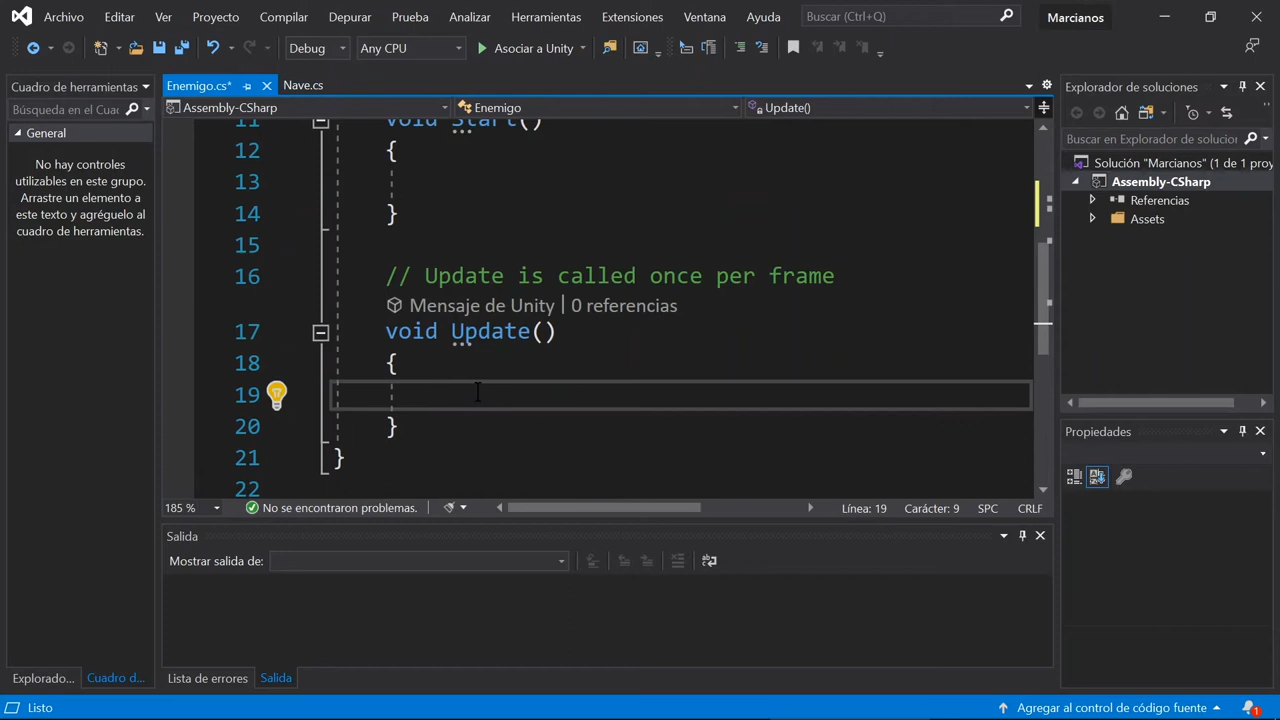 Archivo Editar Ver Proyecto Compilar Depurar Prueba Analizar Herramientas Extensiones Ventana Ayuda Buscar (Ctrl+Q) Marcianos
Debug Any CPU Asociar a Unity
Cuadro de herramientas
Búsqueda en el Cuac
General
No hay controles
utilizables en este grupo.
Arrastre un elemento a
este texto y agréguelo al
cuadro de herramientas.
Explorado... Cuadro d...
Enemigo.cs* Nave.cs
Assembly-CSharp Enemigo Update()
11 void Start()
12 {
13
14 }
15
16 // Update is called once per frame
Mensaje de Unity | 0 referencias
17 void Update()
18 {
19
20 }
21 }
22
185 % No se encontraron problemas. Línea: 19 Carácter: 9 SPC CRLF
Salida
Mostrar salida de:
Lista de errores Salida
Explorador de soluciones
Buscar en Explorador de solucione
Solución "Marcianos" (1 de 1 proy
Assembly-CSharp
Referencias
Assets
Propiedades
Listo Agregar al control de código fuente 1